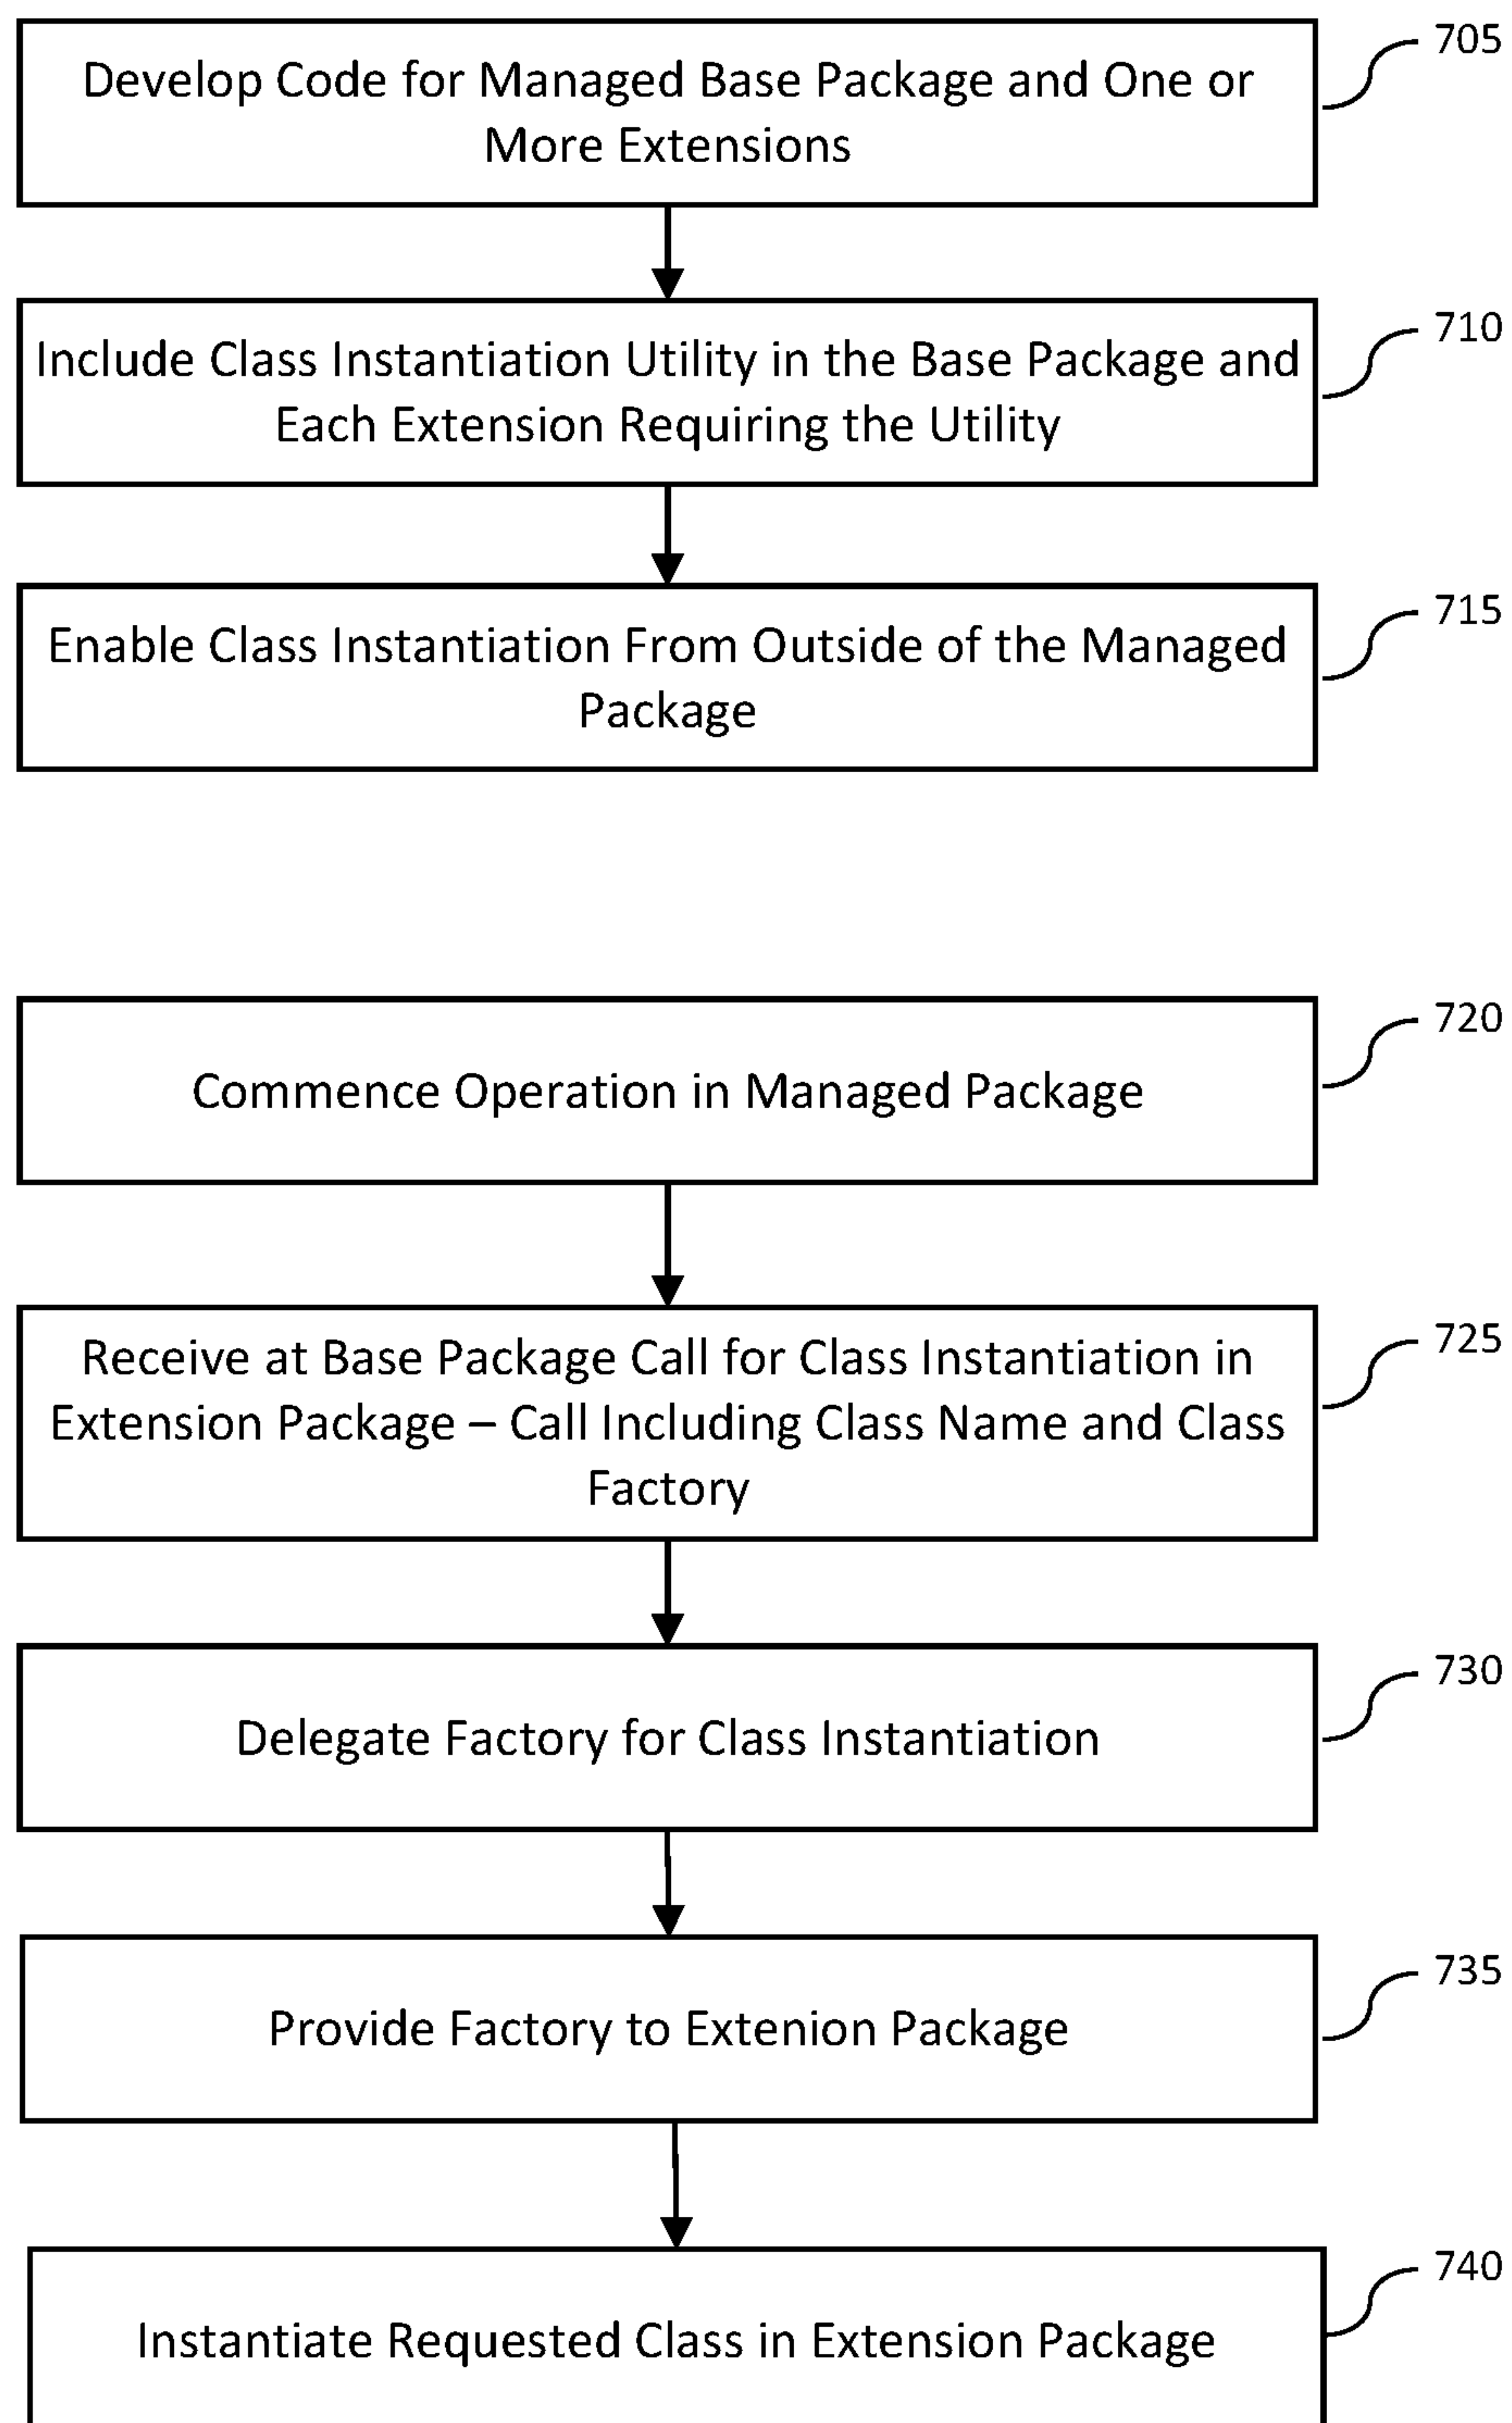 705
Develop Code for Managed Base Package and One or
More Extensions
710
Include Class Instantiation Utility in the Base Package and
Each Extension Requiring the Utility
715
Enable Class Instantiation From Outside of the Managed
Package
720
Commence Operation in Managed Package
725
Receive at Base Package Call for Class Instantiation in
Extension Package – Call Including Class Name and Class
Factory
730
Delegate Factory for Class Instantiation
735
Provide Factory to Extenion Package
740
Instantiate Requested Class in Extension Package